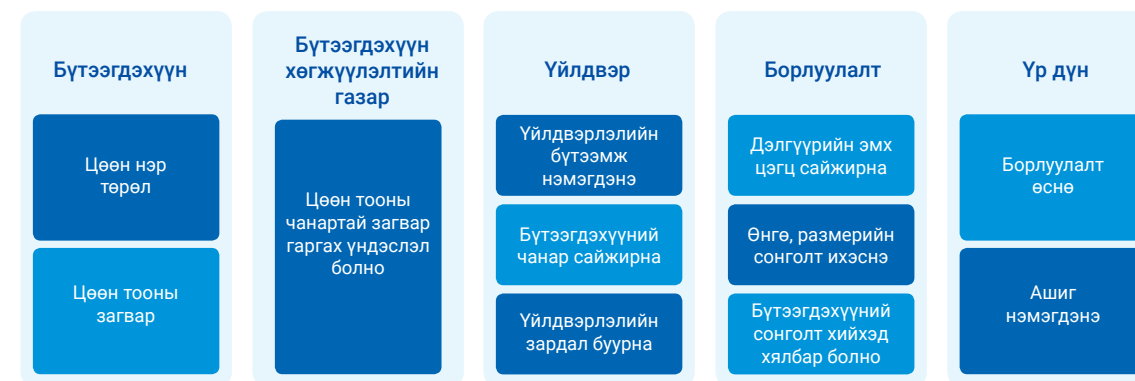 Бүтээгдэхүүн
Цөөн нэр
төрөл
Цөөн тооны
загвар
Бүтээгдэхүүн
хөгжүүлэлтийн
газар
Цөөн тооны
чанартай загвар
гаргах үндэслэл
болно
Үйлдвэр
Үйлдвэрлэлийн
бүтээмж
нэмэгдэнэ
Бүтээгдэхүүний
чанар сайжирна
Үйлдвэрлэлийн
зардал буурна
Борлуулалт
Дэлгүүрийн эмх
цэгц сайжирна
Өнгө, размерийн
сонголт ихэснэ
Бүтээгдэхүүний
сонголт хийхэд
хялбар болно
Үр дүн
Борлуулалт
өснө
Ашиг
нэмэгдэнэ